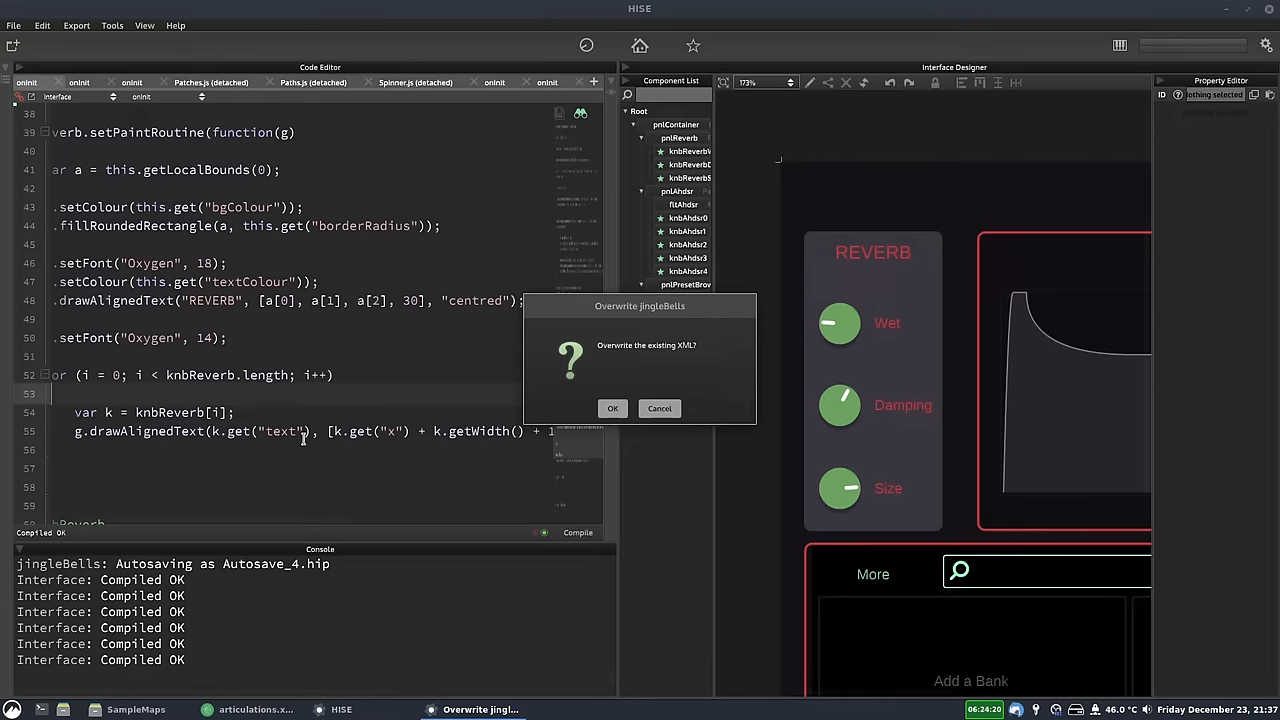 HISE
File Edit Export Tools View Help
Code Editor
onInit onInit onInit Patches.js (detached) Paths.js (detached) Spinner.js (detached) onInit onInit
Interface onInit
38
39 verb.setPaintRoutine(function(g)
40
41 ar a = this.getLocalBounds(0);
42
43 .setColour(this.get("bgColour"));
44 .fillRoundedRectangle(a, this.get("borderRadius"));
45
46 .setFont("Oxygen", 18);
47 .setColour(this.get("textColour"));
48 .drawAlignedText("REVERB", [a[0], a[1], a[2], 30], "centred");
49
50 .setFont("Oxygen", 14);
51
52 or (i = 0; i < knbReverb.length; i++)
53
54 var k = knbReverb[i];
55 g.drawAlignedText(k.get("text"), [k.get("x") + k.getWidth() +
56
57
58
59
Compiled OK Compile
Console
jingleBells: Autosaving as Autosave_4.hip
Interface: Compiled OK
Interface: Compiled OK
Interface: Compiled OK
Interface: Compiled OK
Interface: Compiled OK
Interface: Compiled OK
Component List
Root
pnlContainer
pnlReverb
knbReverb
knbReverb
knbReverb
pnlAhdsr
fltAhdsr
knbAhdsr0
knbAhdsr1
knbAhdsr2
knbAhdsr3
knbAhdsr4
pnlPresetBrow
Interface Designer
173%
REVERB
Wet
Damping
Size
More
Add a Bank
Property Editor
ID othing selected
Overwrite jingleBells
Overwrite the existing XML?
OK Cancel
SampleMaps articulations.x... HISE Overwrite jingl... 06:24:20 46.0 °C Friday December 23, 21:37